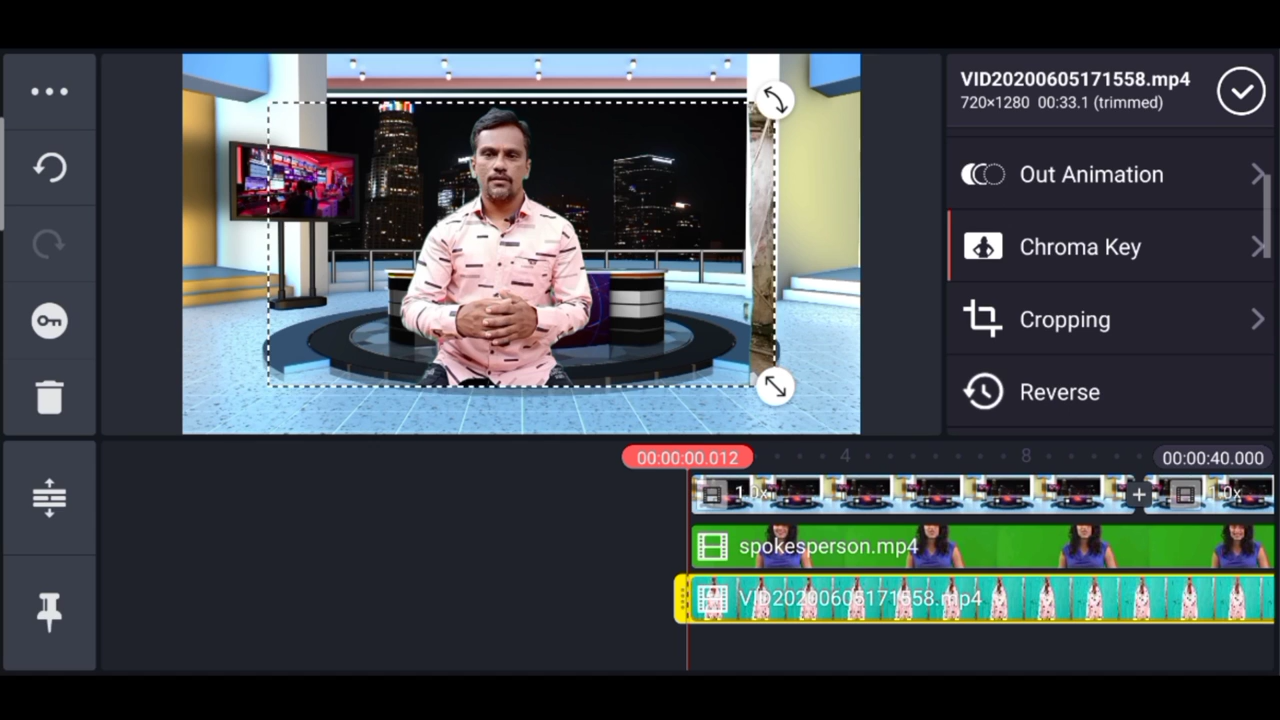 VID20200605171558.mp4
720×1280 00:33.1 (trimmed)
Out Animation
Chroma Key
Cropping
Reverse
00:00:00.012
4
8
00:00:40.000
1.0x
1.0x
spokesperson.mp4
VID20200605171558.mp4